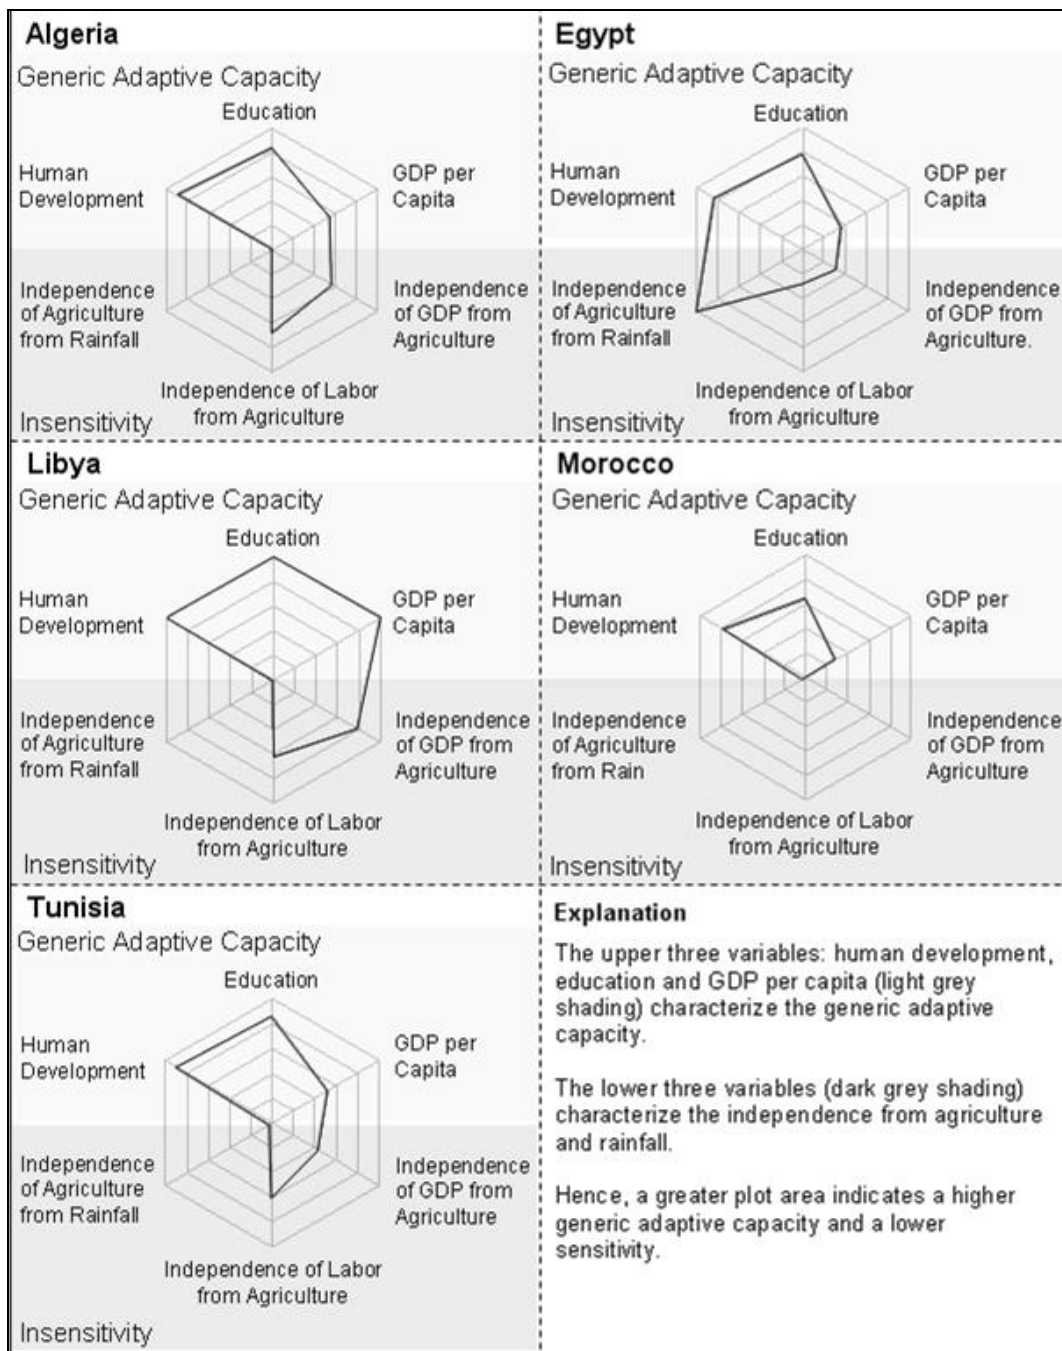 Algeria
Generic Adaptive Capacity
Education
Human
Development
GDP per
Capita
Independence
of Agriculture
from Rainfall
Independence
of GDP from
Agriculture
Independence of Labor
from Agriculture
Insensitivity
Egypt
Generic Adaptive Capacity
Education
Human
Development
GDP per
Capita
Independence
of Agriculture
from Rainfall
Independence
of GDP from
Agriculture.
Independence of Labor
from Agriculture
Insensitivity
Libya
Generic Adaptive Capacity
Education
Human
Development
GDP per
Capita
Independence
of Agriculture
from Rainfall
Independence
of GDP from
Agriculture
Independence of Labor
from Agriculture
Insensitivity
Morocco
Generic Adaptive Capacity
Education
Human
Development
GDP per
Capita
Independence
of Agriculture
from Rain
Independence
of GDP from
Agriculture
Independence of Labor
from Agriculture
Insensitivity
Tunisia
Generic Adaptive Capacity
Education
Human
Development
GDP per
Capita
Independence
of Agriculture
from Rainfall
Independence
of GDP from
Agriculture
Independence of Labor
from Agriculture
Insensitivity
Explanation
The upper three variables: human development,
education and GDP per capita (light grey
shading) characterize the generic adaptive
capacity.
The lower three variables (dark grey shading)
characterize the independence from agriculture
and rainfall.
Hence, a greater plot area indicates a higher
generic adaptive capacity and a lower
sensitivity.